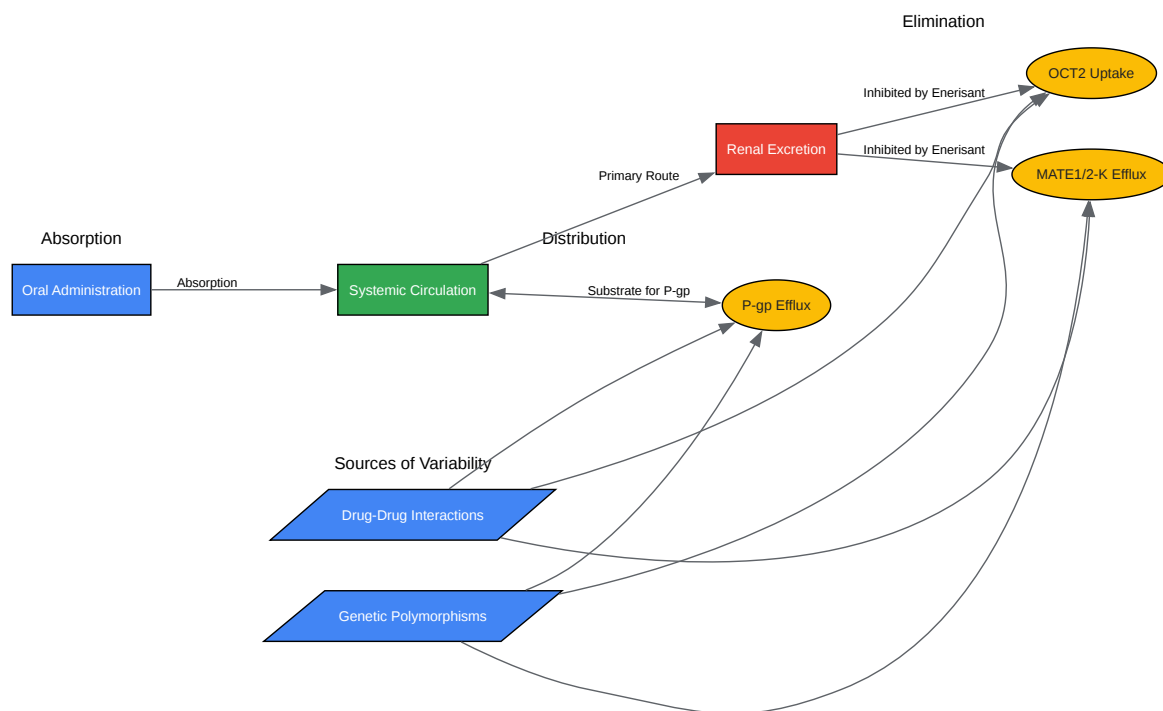 Elimination
OCT2 Uptake
Inhibited by Enerisant
Renal Excretion
Inhibited by Enerisant
MATE1/2-K Efflux
Primary Route
Absorption
Distribution
Oral Administration
Absorption
Systemic Circulation
Substrate for P-gp
P-gp Efflux
Sources of Variability
Drug-Drug Interactions
Genetic Polymorphisms